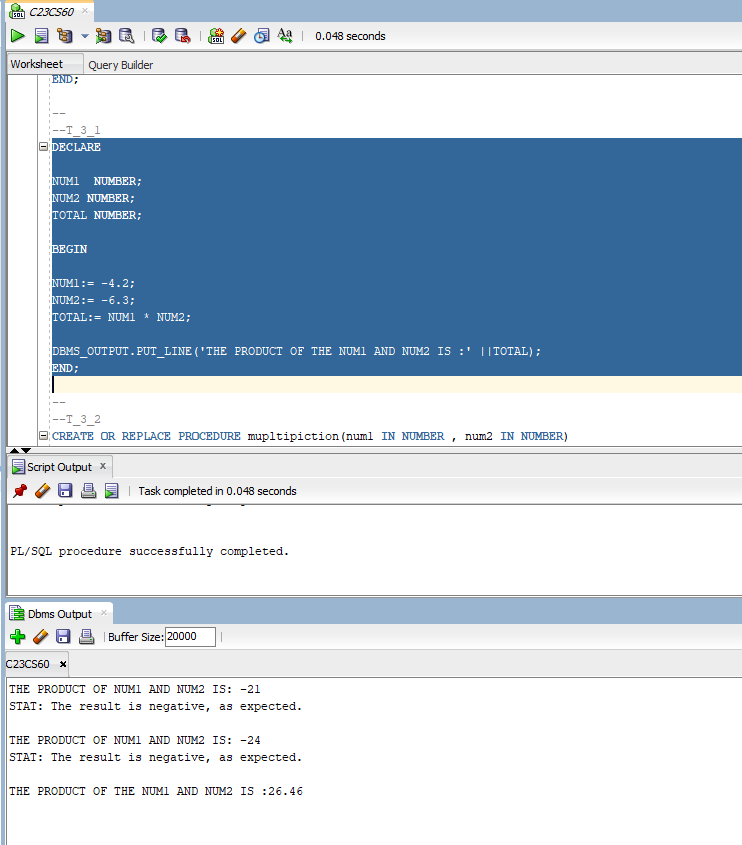 C23CS60
SQL
0.048 seconds
Worksheet
Query Builder
END;
--
--T_3_1
DECLARE
NUM1  NUMBER;
NUM2 NUMBER;
TOTAL NUMBER;
BEGIN
NUM1:= -4.2;
NUM2:= -6.3;
TOTAL:= NUM1 * NUM2;
DBMS_OUTPUT.PUT_LINE('THE PRODUCT OF THE NUM1 AND NUM2 IS :' ||TOTAL);
END;
--
--T_3_2
CREATE OR REPLACE PROCEDURE mupltipiction(num1 IN NUMBER , num2 IN NUMBER)
Script Output
Task completed in 0.048 seconds
PL/SQL procedure successfully completed.
Dbms Output
Buffer Size: 20000
C23CS60
THE PRODUCT OF NUM1 AND NUM2 IS: -21
STAT: The result is negative, as expected.
THE PRODUCT OF NUM1 AND NUM2 IS: -24
STAT: The result is negative, as expected.
THE PRODUCT OF THE NUM1 AND NUM2 IS :26.46